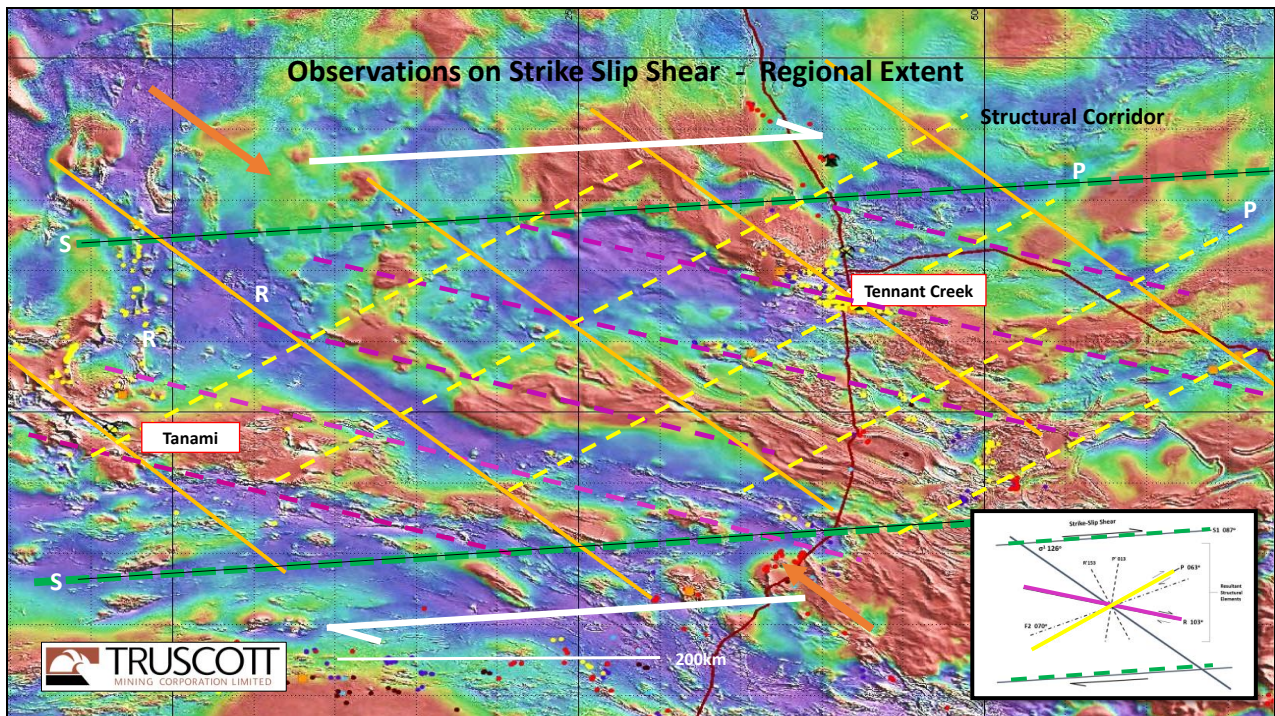 Observations on Strike Slip Shear - Regional Extent
Structural Corridor
P
P
S
R
R
Tennant Creek
Tanami
S
200km
TRUSCOTT
MINING CORPORATION LIMITED
Strike-Slip Shear
S1 087°
σ¹ 126°
R'153
P' 013
P 063°
Resultant
Structural
Elements
F2 070°
R 103°